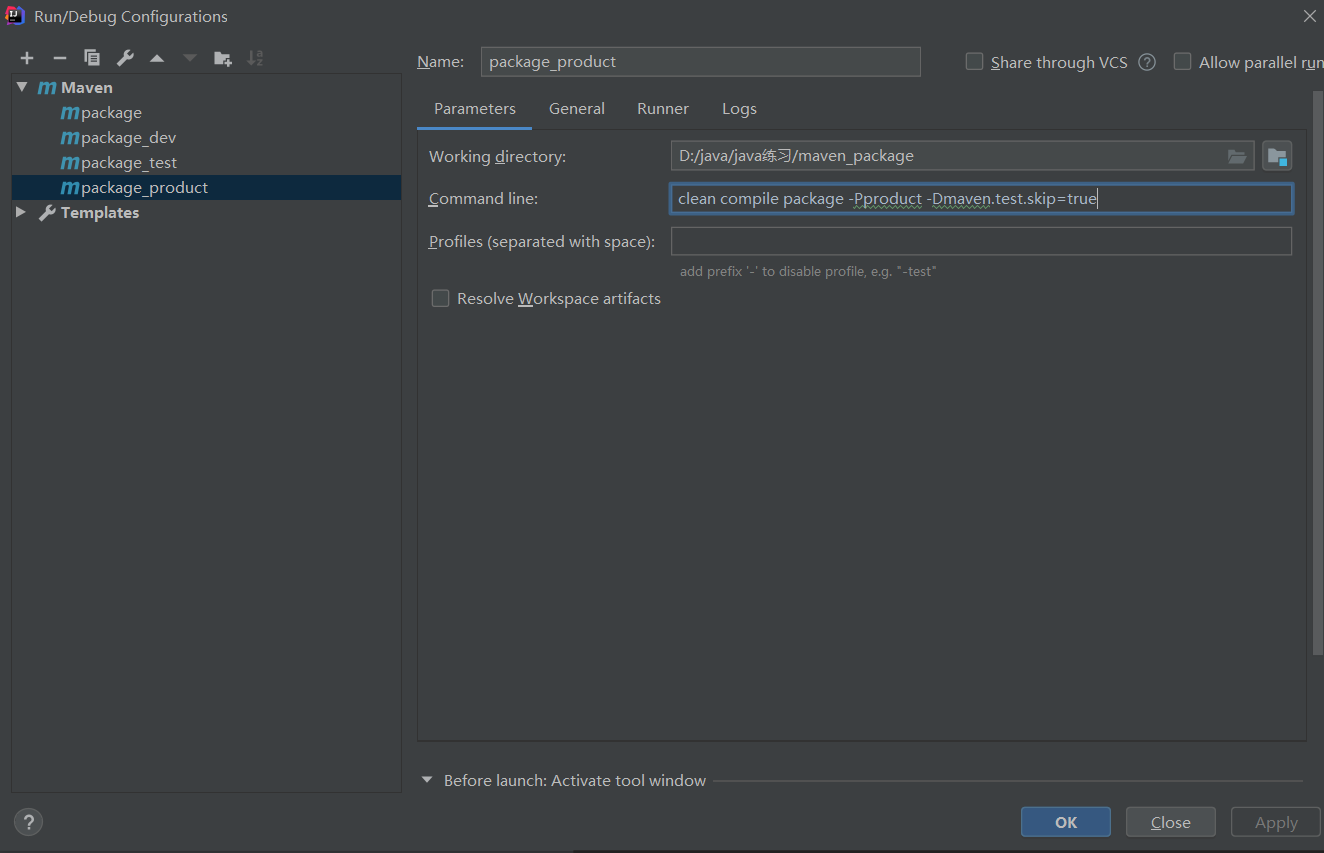 Run/Debug Configurations
Maven
package
package_dev
package_test
package_product
Templates
Name: package_product
Share through VCS
Allow parallel run
Parameters General Runner Logs
Working directory: D:/java/java练习/maven_package
Command line: clean compile package -Pproduct -Dmaven.test.skip=true
Profiles (separated with space):
add prefix '-' to disable profile, e.g. "-test"
Resolve Workspace artifacts
Before launch: Activate tool window
? OK Close Apply